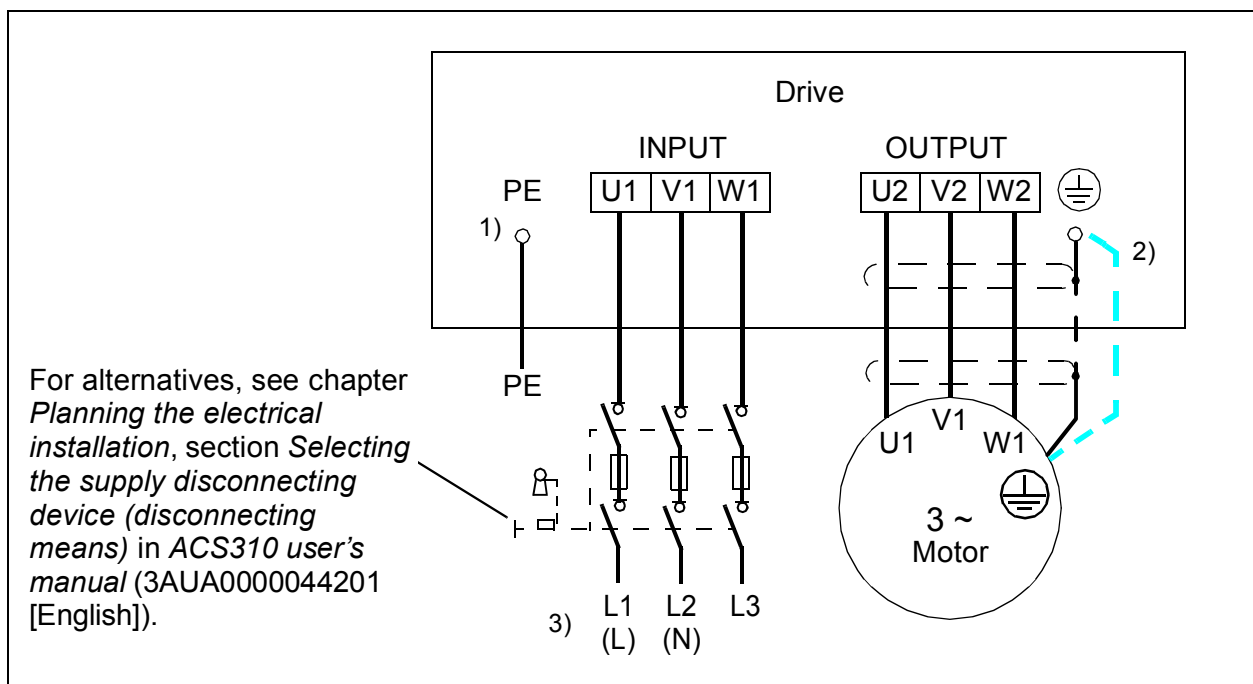 Drive
INPUT
OUTPUT
PE
U1 V1 W1
U2 V2 W2
1)
2)
PE
For alternatives, see chapter
Planning the electrical
installation, section Selecting
the supply disconnecting
device (disconnecting
means) in ACS310 user's
manual (3AUA0000044201
[English]).
U1
V1
W1
3 ~
Motor
3)
L1
(L)
L2
(N)
L3